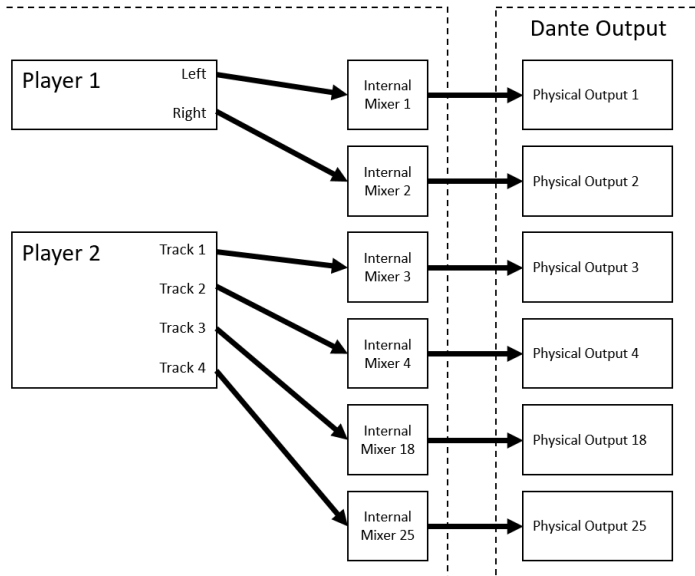 Dante Output
Player 1
Left
Right
Internal
Mixer 1
Physical Output 1
Internal
Mixer 2
Physical Output 2
Player 2
Track 1
Track 2
Track 3
Track 4
Internal
Mixer 3
Physical Output 3
Internal
Mixer 4
Physical Output 4
Internal
Mixer 18
Physical Output 18
Internal
Mixer 25
Physical Output 25